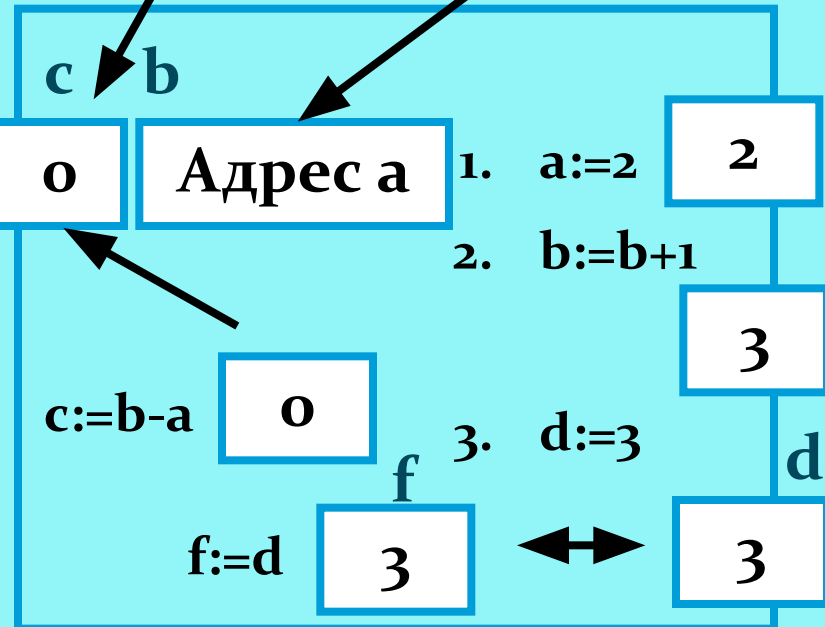 c b
0 Адрес а 1. a:=2 2
2. b:=b+1
3
c:=b-a 0
3. d:=3
f d
f:=d 3 3